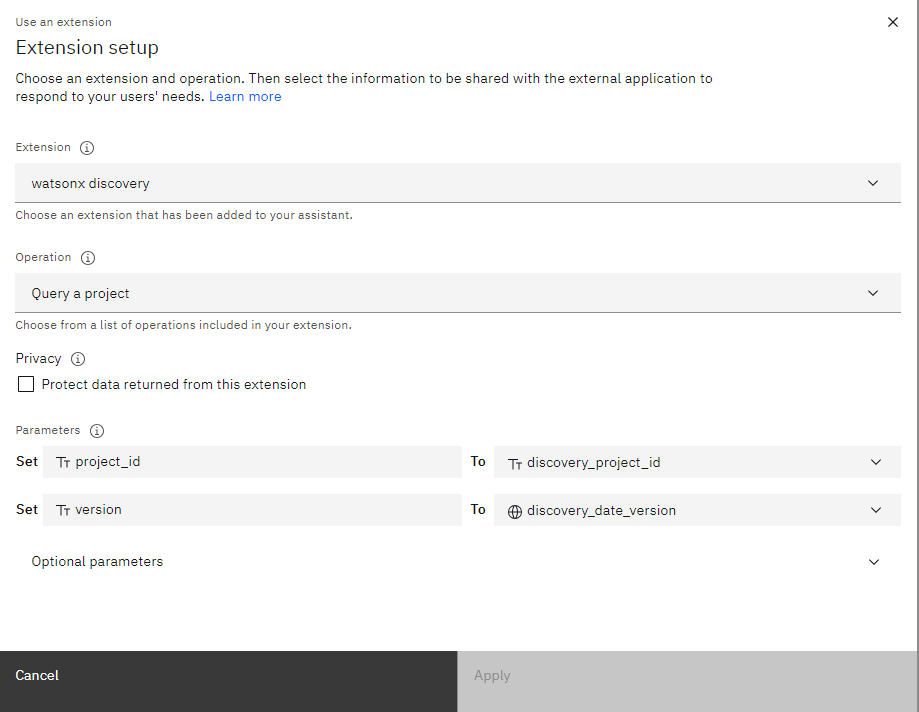 Use an extension
Extension setup
Choose an extension and operation. Then select the information to be shared with the external application to
respond to your users' needs. Learn more
Extension
watsonx discovery
Choose an extension that has been added to your assistant.
Operation
Query a project
Choose from a list of operations included in your extension.
Privacy
Protect data returned from this extension
Parameters
Set project_id To discovery_project_id
Set version To discovery_date_version
Optional parameters
Cancel Apply